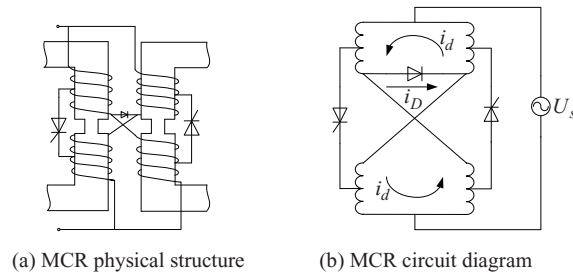 i_d
i_D
U_s
i_d
(a) MCR physical structure
(b) MCR circuit diagram